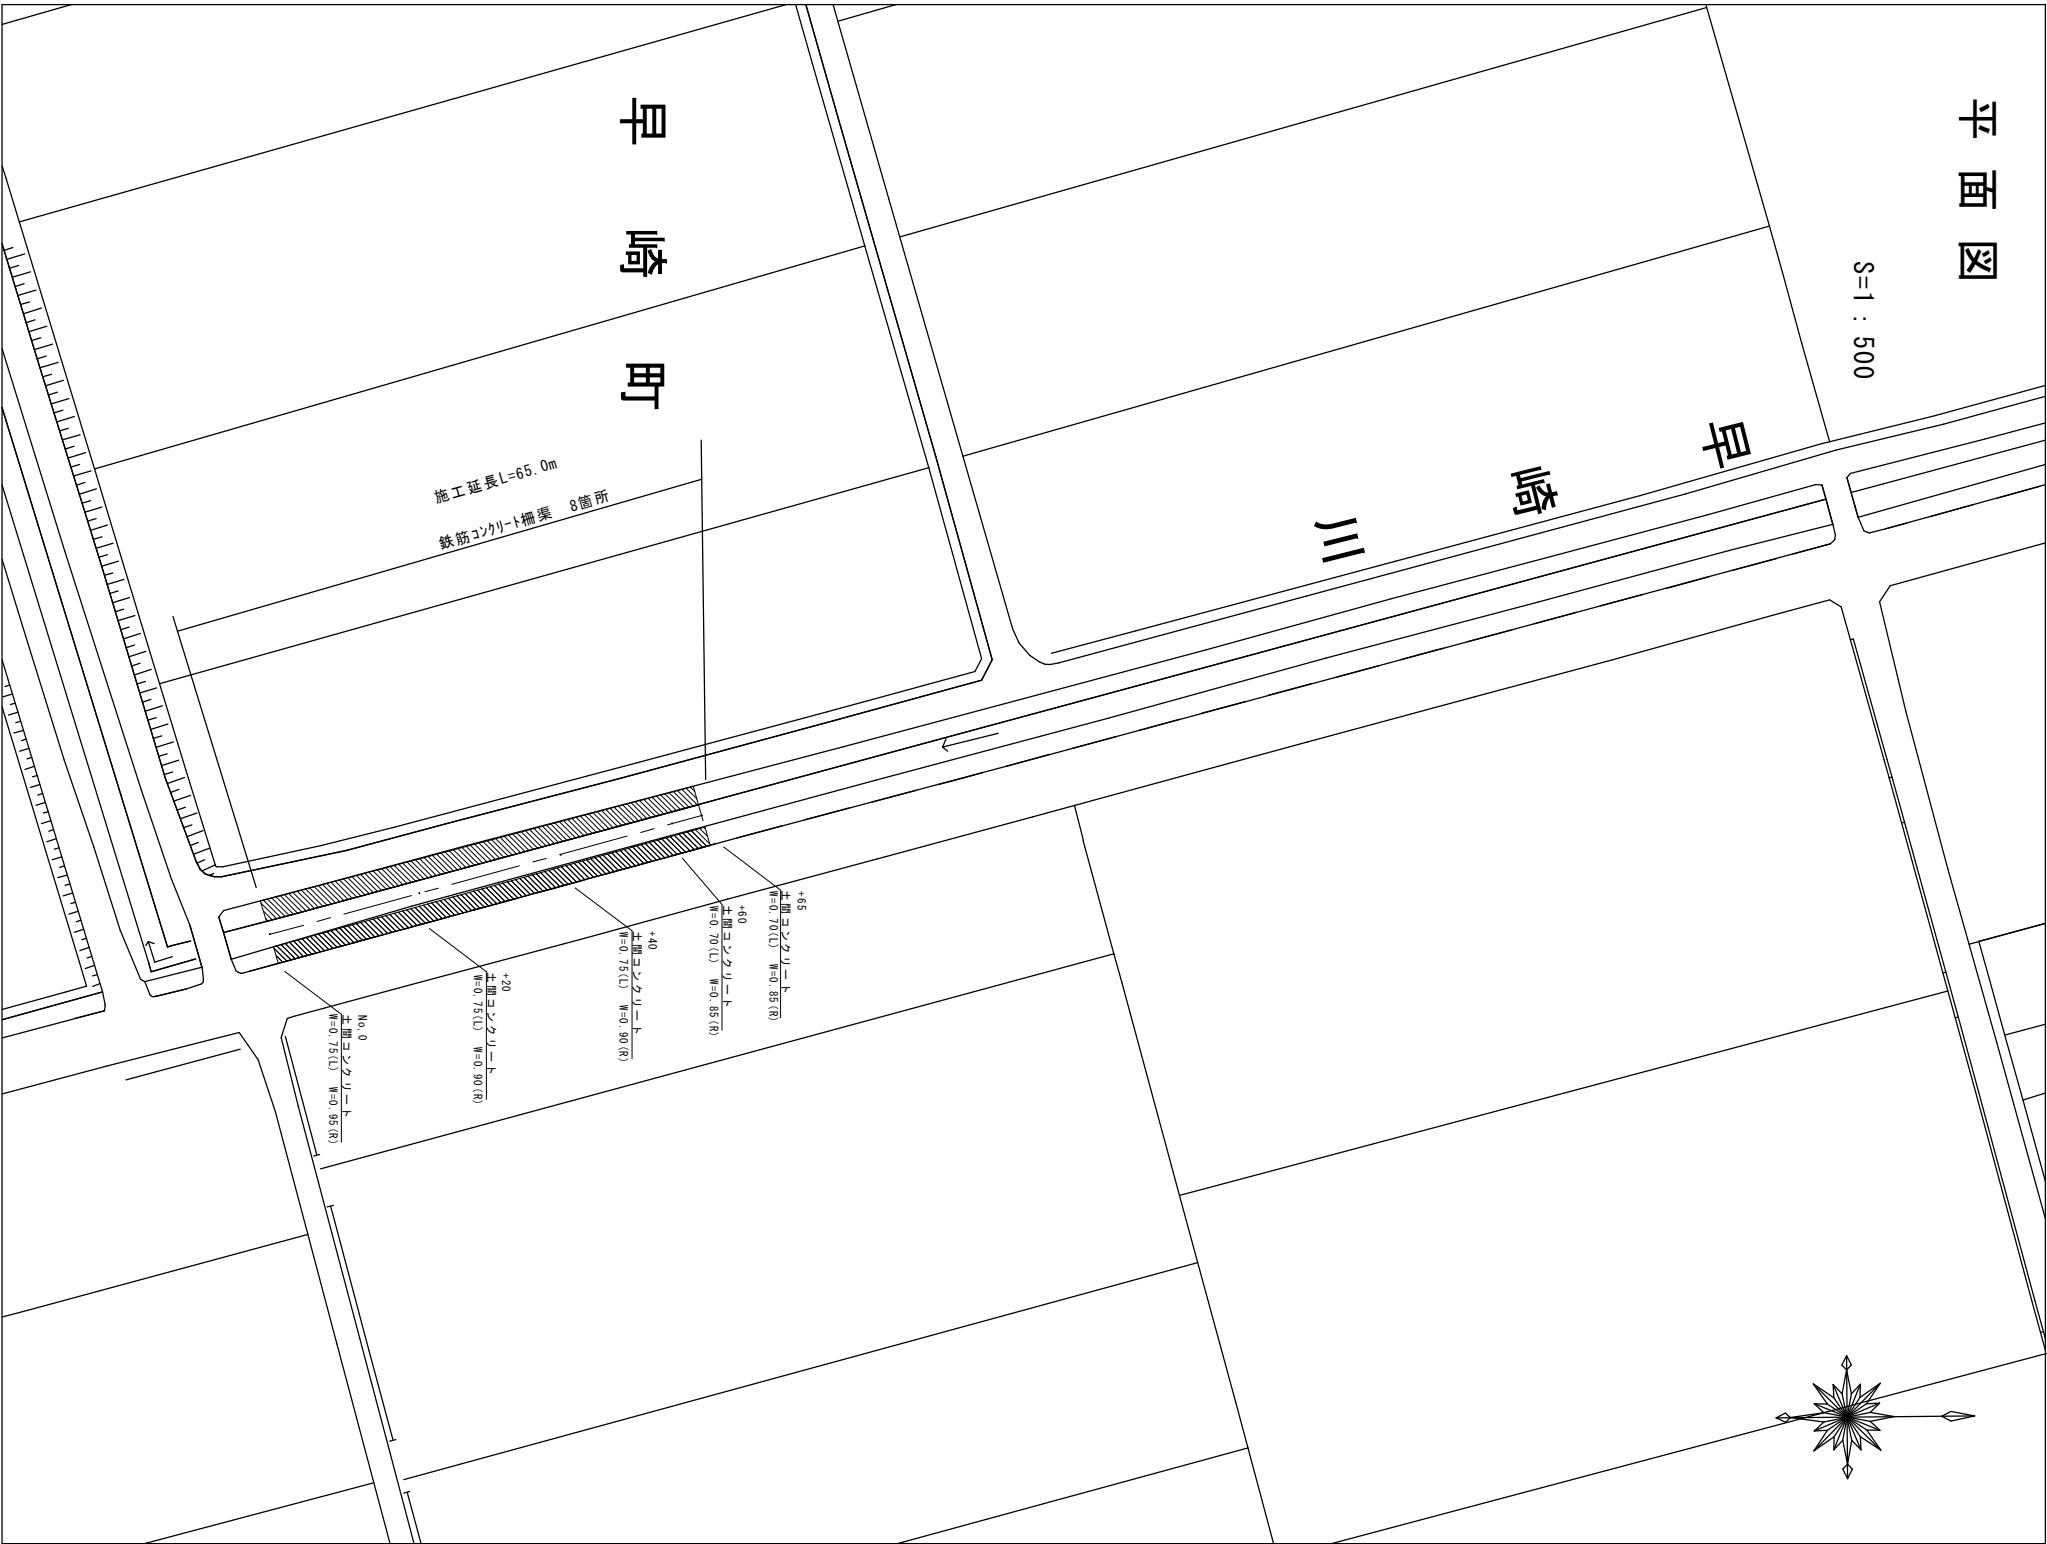 平面図
S=1：500
早崎川
早崎町
施工延長L=65.0m
鉄筋コンクリート柵渠　8箇所
+65
土間コンクリート
W=0.70(L)　W=0.85(R)
+60
土間コンクリート
W=0.70(L)　W=0.85(R)
+40
土間コンクリート
W=0.75(L)　W=0.90(R)
+20
土間コンクリート
W=0.75(L)　W=0.90(R)
No.0
土間コンクリート
W=0.75(L)　W=0.95(R)